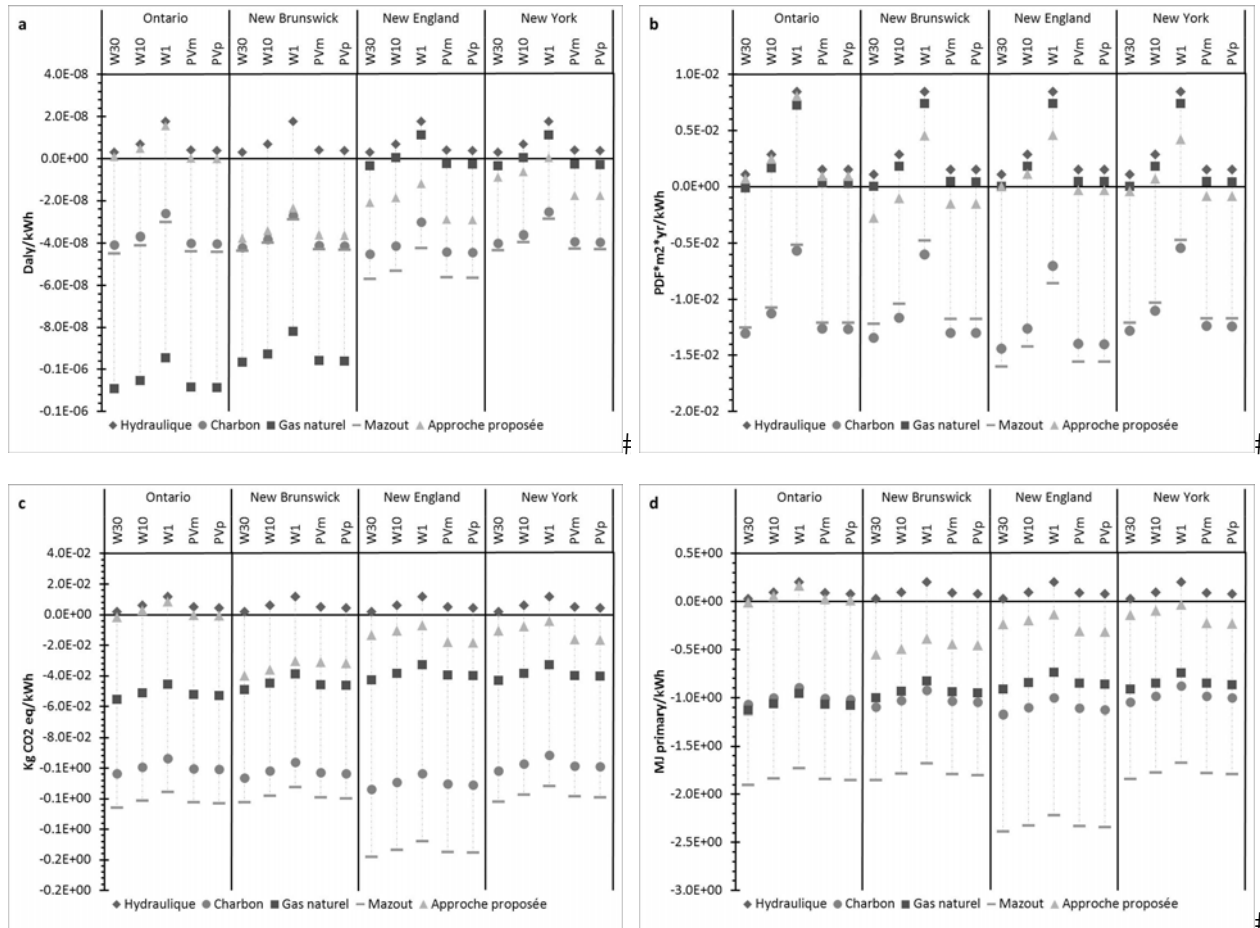 a
Ontario New Brunswick New England New York
W30 W10 W1 PVm PVp W30 W10 W1 PVm PVp W30 W10 W1 PVm PVp W30 W10 W1 PVm PVp
4.0E-08
2.0E-08
0.0E+00
-2.0E-08
-4.0E-08
-6.0E-08
-8.0E-08
-0.1E-06
-0.1E-06
Daly/kWh
Hydraulique Charbon Gas naturel Mazout Approche proposée
#
b
Ontario New Brunswick New England New York
W30 W10 W1 PVm PVp W30 W10 W1 PVm PVp W30 W10 W1 PVm PVp W30 W10 W1 PVm PVp
1.0E-02
0.5E-02
0.0E+00
-0.5E-02
-1.0E-02
-1.5E-02
-2.0E-02
PDF*m2*yr/kWh
Hydraulique Charbon Gas naturel Mazout Approche proposée
#
c
Ontario New Brunswick New England New York
W30 W10 W1 PVm PVp W30 W10 W1 PVm PVp W30 W10 W1 PVm PVp W30 W10 W1 PVm PVp
4.0E-02
2.0E-02
0.0E+00
-2.0E-02
-4.0E-02
-6.0E-02
-8.0E-02
-0.1E+00
-0.1E+00
-0.1E+00
-0.2E+00
-0.2E+00
Kg CO2 eq/kWh
Hydraulique Charbon Gas naturel Mazout Approche proposée
d
Ontario New Brunswick New England New York
W30 W10 W1 PVm PVp W30 W10 W1 PVm PVp W30 W10 W1 PVm PVp W30 W10 W1 PVm PVp
0.5E+00
0.0E+00
-0.5E+00
-1.0E+00
-1.5E+00
-2.0E+00
-2.5E+00
-3.0E+00
MJ primary/kWh
Hydraulique Charbon Gas naturel Mazout Approche proposée
#